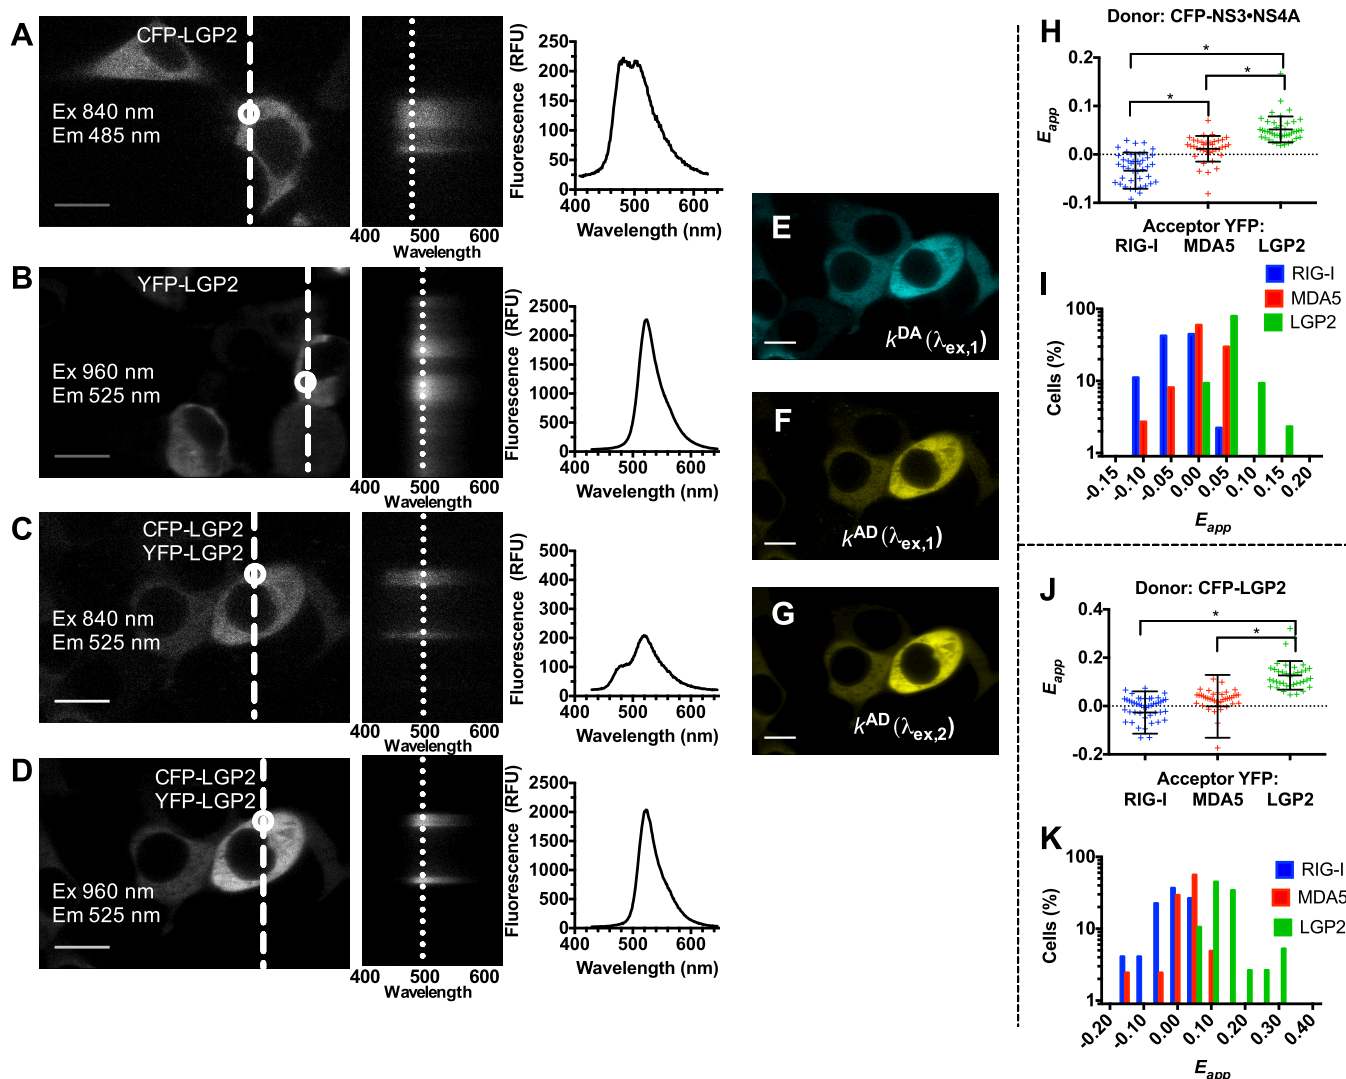 A
CFP-LGP2
Ex 840 nm
Em 485 nm
400 500 600
Wavelength
Fluorescence (RFU)
250
200
150
100
50
0
400 500 600
Wavelength (nm)
B
YFP-LGP2
Ex 960 nm
Em 525 nm
400 500 600
Wavelength
Fluorescence (RFU)
2500
2000
1500
1000
500
0
400 500 600
Wavelength (nm)
C
CFP-LGP2
YFP-LGP2
Ex 840 nm
Em 525 nm
400 500 600
Wavelength
Fluorescence (RFU)
500
400
300
200
100
0
400 500 600
Wavelength (nm)
D
CFP-LGP2
YFP-LGP2
Ex 960 nm
Em 525 nm
400 500 600
Wavelength
Fluorescence (RFU)
2500
2000
1500
1000
500
0
400 500 600
Wavelength (nm)
E
k^DA (λex,1)
F
k^AD (λex,1)
G
k^AD (λex,2)
H
Donor: CFP-NS3•NS4A
Eapp
0.2
0.1
0.0
-0.1
* * *
Acceptor YFP:
RIG-I MDA5 LGP2
I
RIG-I
MDA5
LGP2
Cells (%)
100
10
1
-0.15 -0.10 -0.05 0.00 0.05 0.10 0.15 0.20
Eapp
J
Donor: CFP-LGP2
Eapp
0.4
0.2
0.0
-0.2
* *
Acceptor YFP:
RIG-I MDA5 LGP2
K
RIG-I
MDA5
LGP2
Cells (%)
100
10
1
-0.20 -0.10 0.00 0.10 0.20 0.30 0.40
Eapp